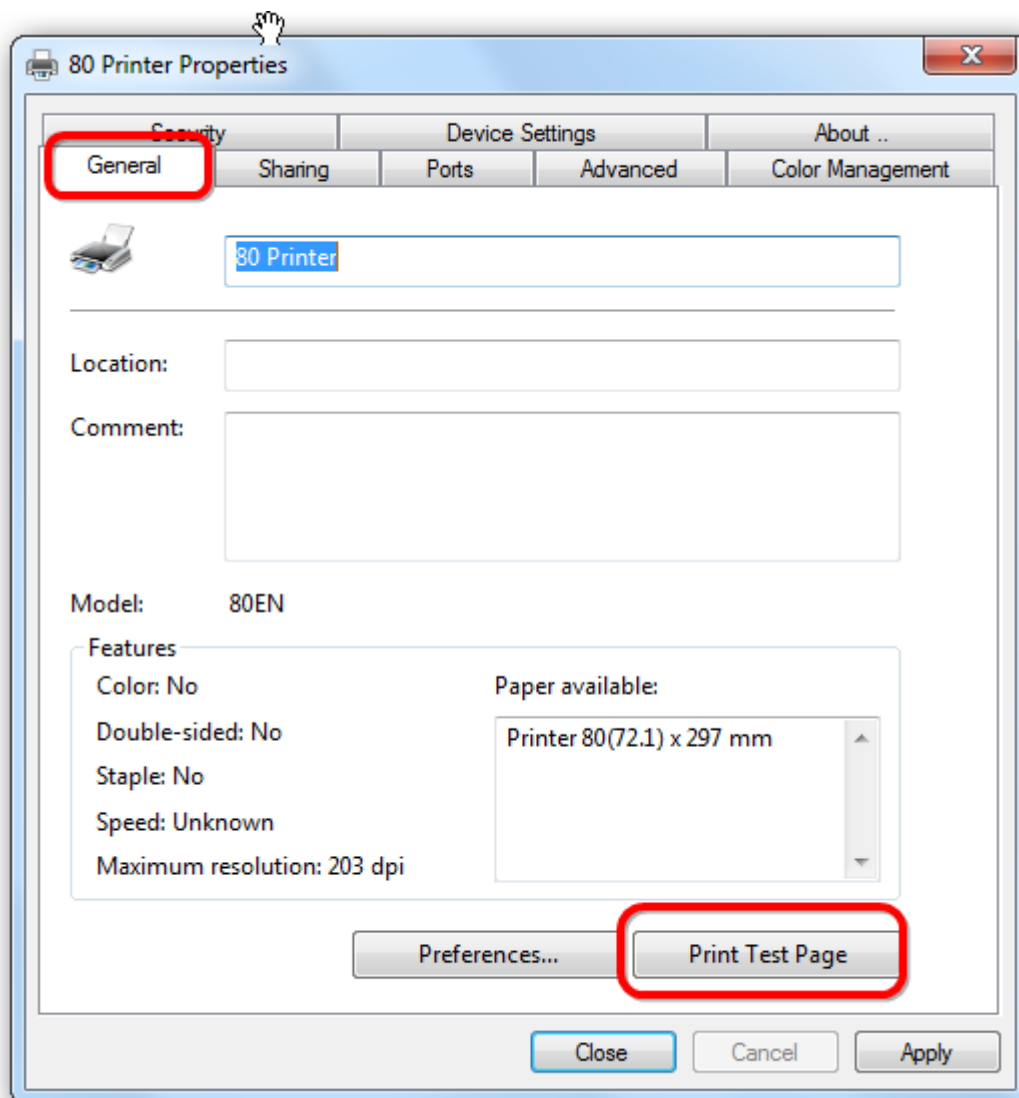 80 Printer Properties
Security Device Settings About ..
General Sharing Ports Advanced Color Management
80 Printer
Location:
Comment:
Model: 80EN
Features
Color: No
Paper available:
Double-sided: No
Printer 80(72.1) x 297 mm
Staple: No
Speed: Unknown
Maximum resolution: 203 dpi
Preferences... Print Test Page
Close Cancel Apply